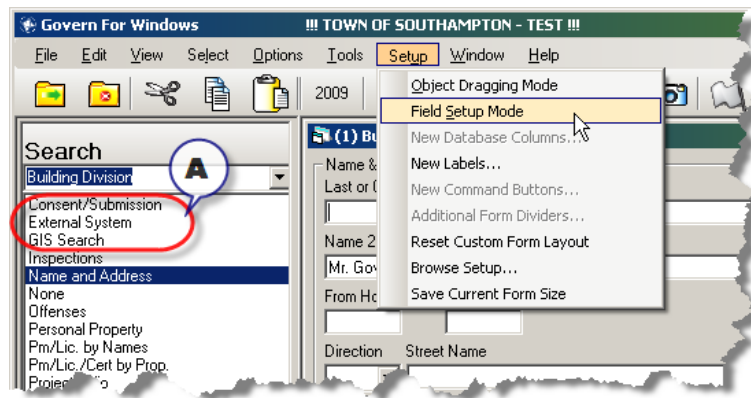 Govern For Windows !!! TOWN OF SOUTHAMPTON - TEST !!!
File Edit View Select Options Tools Setup Window Help
2009
Object Dragging Mode
Field Setup Mode
New Database Columns...
New Labels...
New Command Buttons...
Additional Form Dividers...
Reset Custom Form Layout
Browse Setup...
Save Current Form Size
Search
Building Division
A
Consent/Submission
External System
GIS Search
Inspections
Name and Address
None
Offenses
Personal Property
Pm/Lic. by Names
Pm/Lic./Cert by Prop.
(1) Bu
Name &
Last or
Name 2
Mr. Gov
From Ho
Direction Street Name